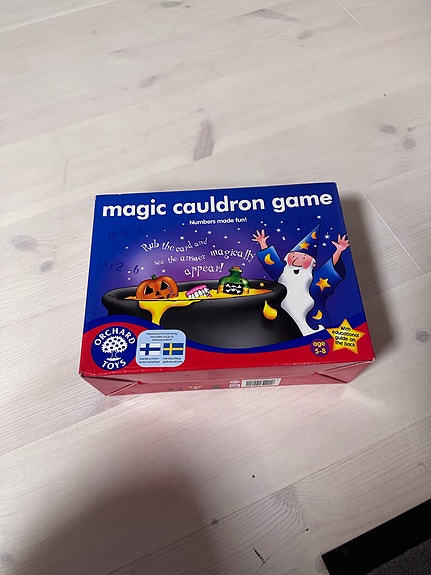 magic cauldron game
Numbers made fun!
Rub the card and
see the answer magically
appear!
ORCHARD
TOYS
age
5-8
With
educational
guide on
the back